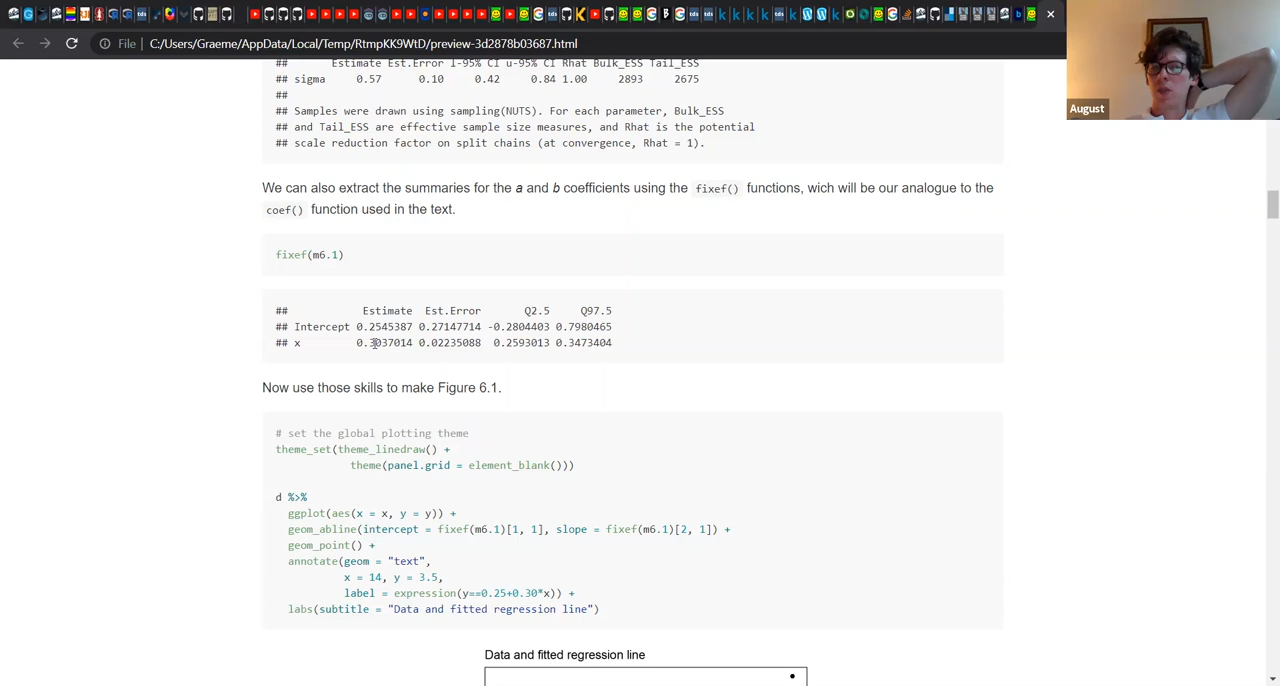 File
C:/Users/Graeme/AppData/Local/Temp/RtmpKK9WtD/preview-3d2878b03687.html
August
## Estimate Est.Error l-95% CI u-95% CI Rhat Bulk_ESS Tail_ESS
## sigma 0.57 0.10 0.42 0.84 1.00 2893 2675
##
## Samples were drawn using sampling(NUTS). For each parameter, Bulk_ESS
## and Tail_ESS are effective sample size measures, and Rhat is the potential
## scale reduction factor on split chains (at convergence, Rhat = 1).
We can also extract the summaries for the a and b coefficients using the fixef() functions, wich will be our analogue to the
coef() function used in the text.
fixef(m6.1)
## Estimate Est.Error Q2.5 Q97.5
## Intercept 0.2545387 0.27147714 -0.2804403 0.7980465
## x 0.3037014 0.02235088 0.2593013 0.3473404
Now use those skills to make Figure 6.1.
# set the global plotting theme
theme_set(theme_linedraw() +
theme(panel.grid = element_blank()))
d %>%
ggplot(aes(x = x, y = y)) +
geom_abline(intercept = fixef(m6.1)[1, 1], slope = fixef(m6.1)[2, 1]) +
geom_point() +
annotate(geom = "text",
x = 14, y = 3.5,
label = expression(y==0.25+0.30*x)) +
labs(subtitle = "Data and fitted regression line")
Data and fitted regression line